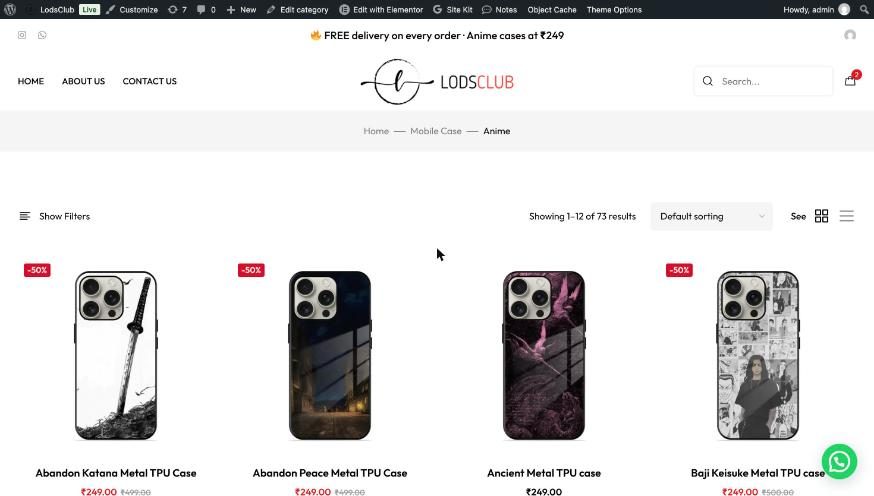 LodsClub Live Customize 7 0 New Edit category Edit with Elementor Site Kit Notes Object Cache Theme Options Howdy, admin
🔥 FREE delivery on every order · Anime cases at ₹249
HOME ABOUT US CONTACT US
LODSCLUB
Search...
2
Home — Mobile Case — Anime
Show Filters
Showing 1–12 of 73 results
Default sorting
See
-50%
-50%
-50%
Abandon Katana Metal TPU Case
₹249.00 ₹499.00
Abandon Peace Metal TPU Case
₹249.00 ₹499.00
Ancient Metal TPU case
₹249.00
Baji Keisuke Metal TPU case
₹249.00 ₹500.00